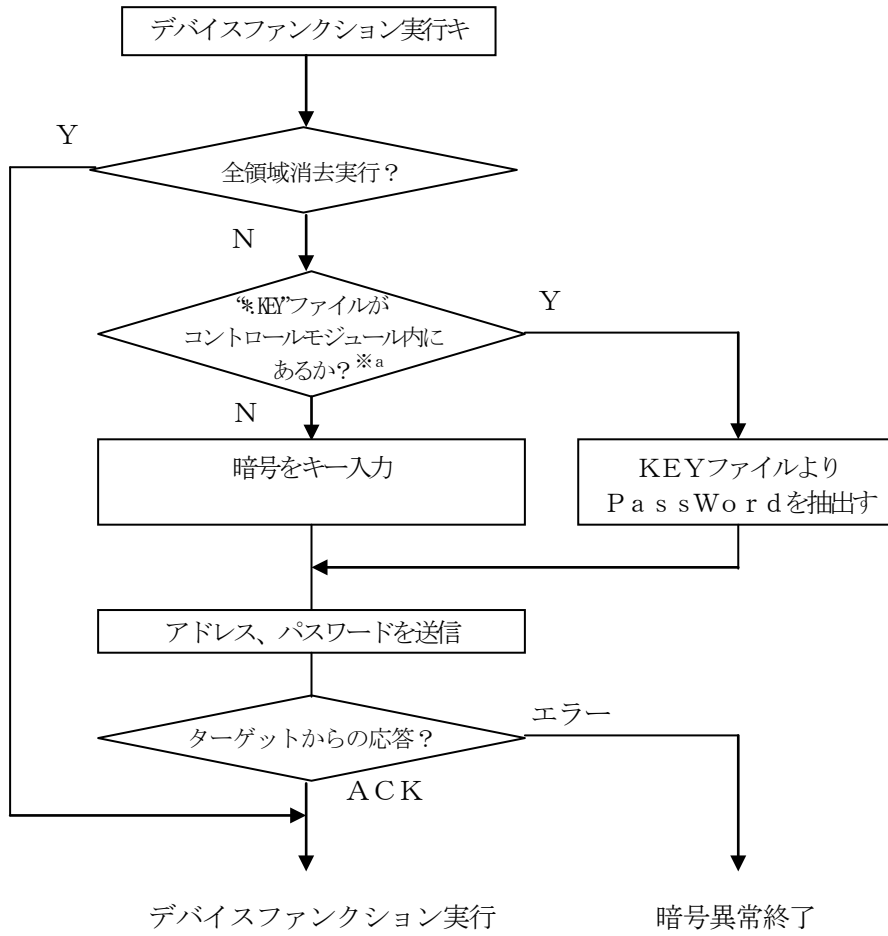 デバイスファンクション実行キ
Y
全領域消去実行？
N
“*.KEY”ファイルが
コントロールモジュール内に
あるか？※a
Y
N
暗号をキー入力
KEYファイルより
PassWordを抽出す
アドレス、パスワードを送信
エラー
ターゲットからの応答？
ACK
デバイスファンクション実行
暗号異常終了